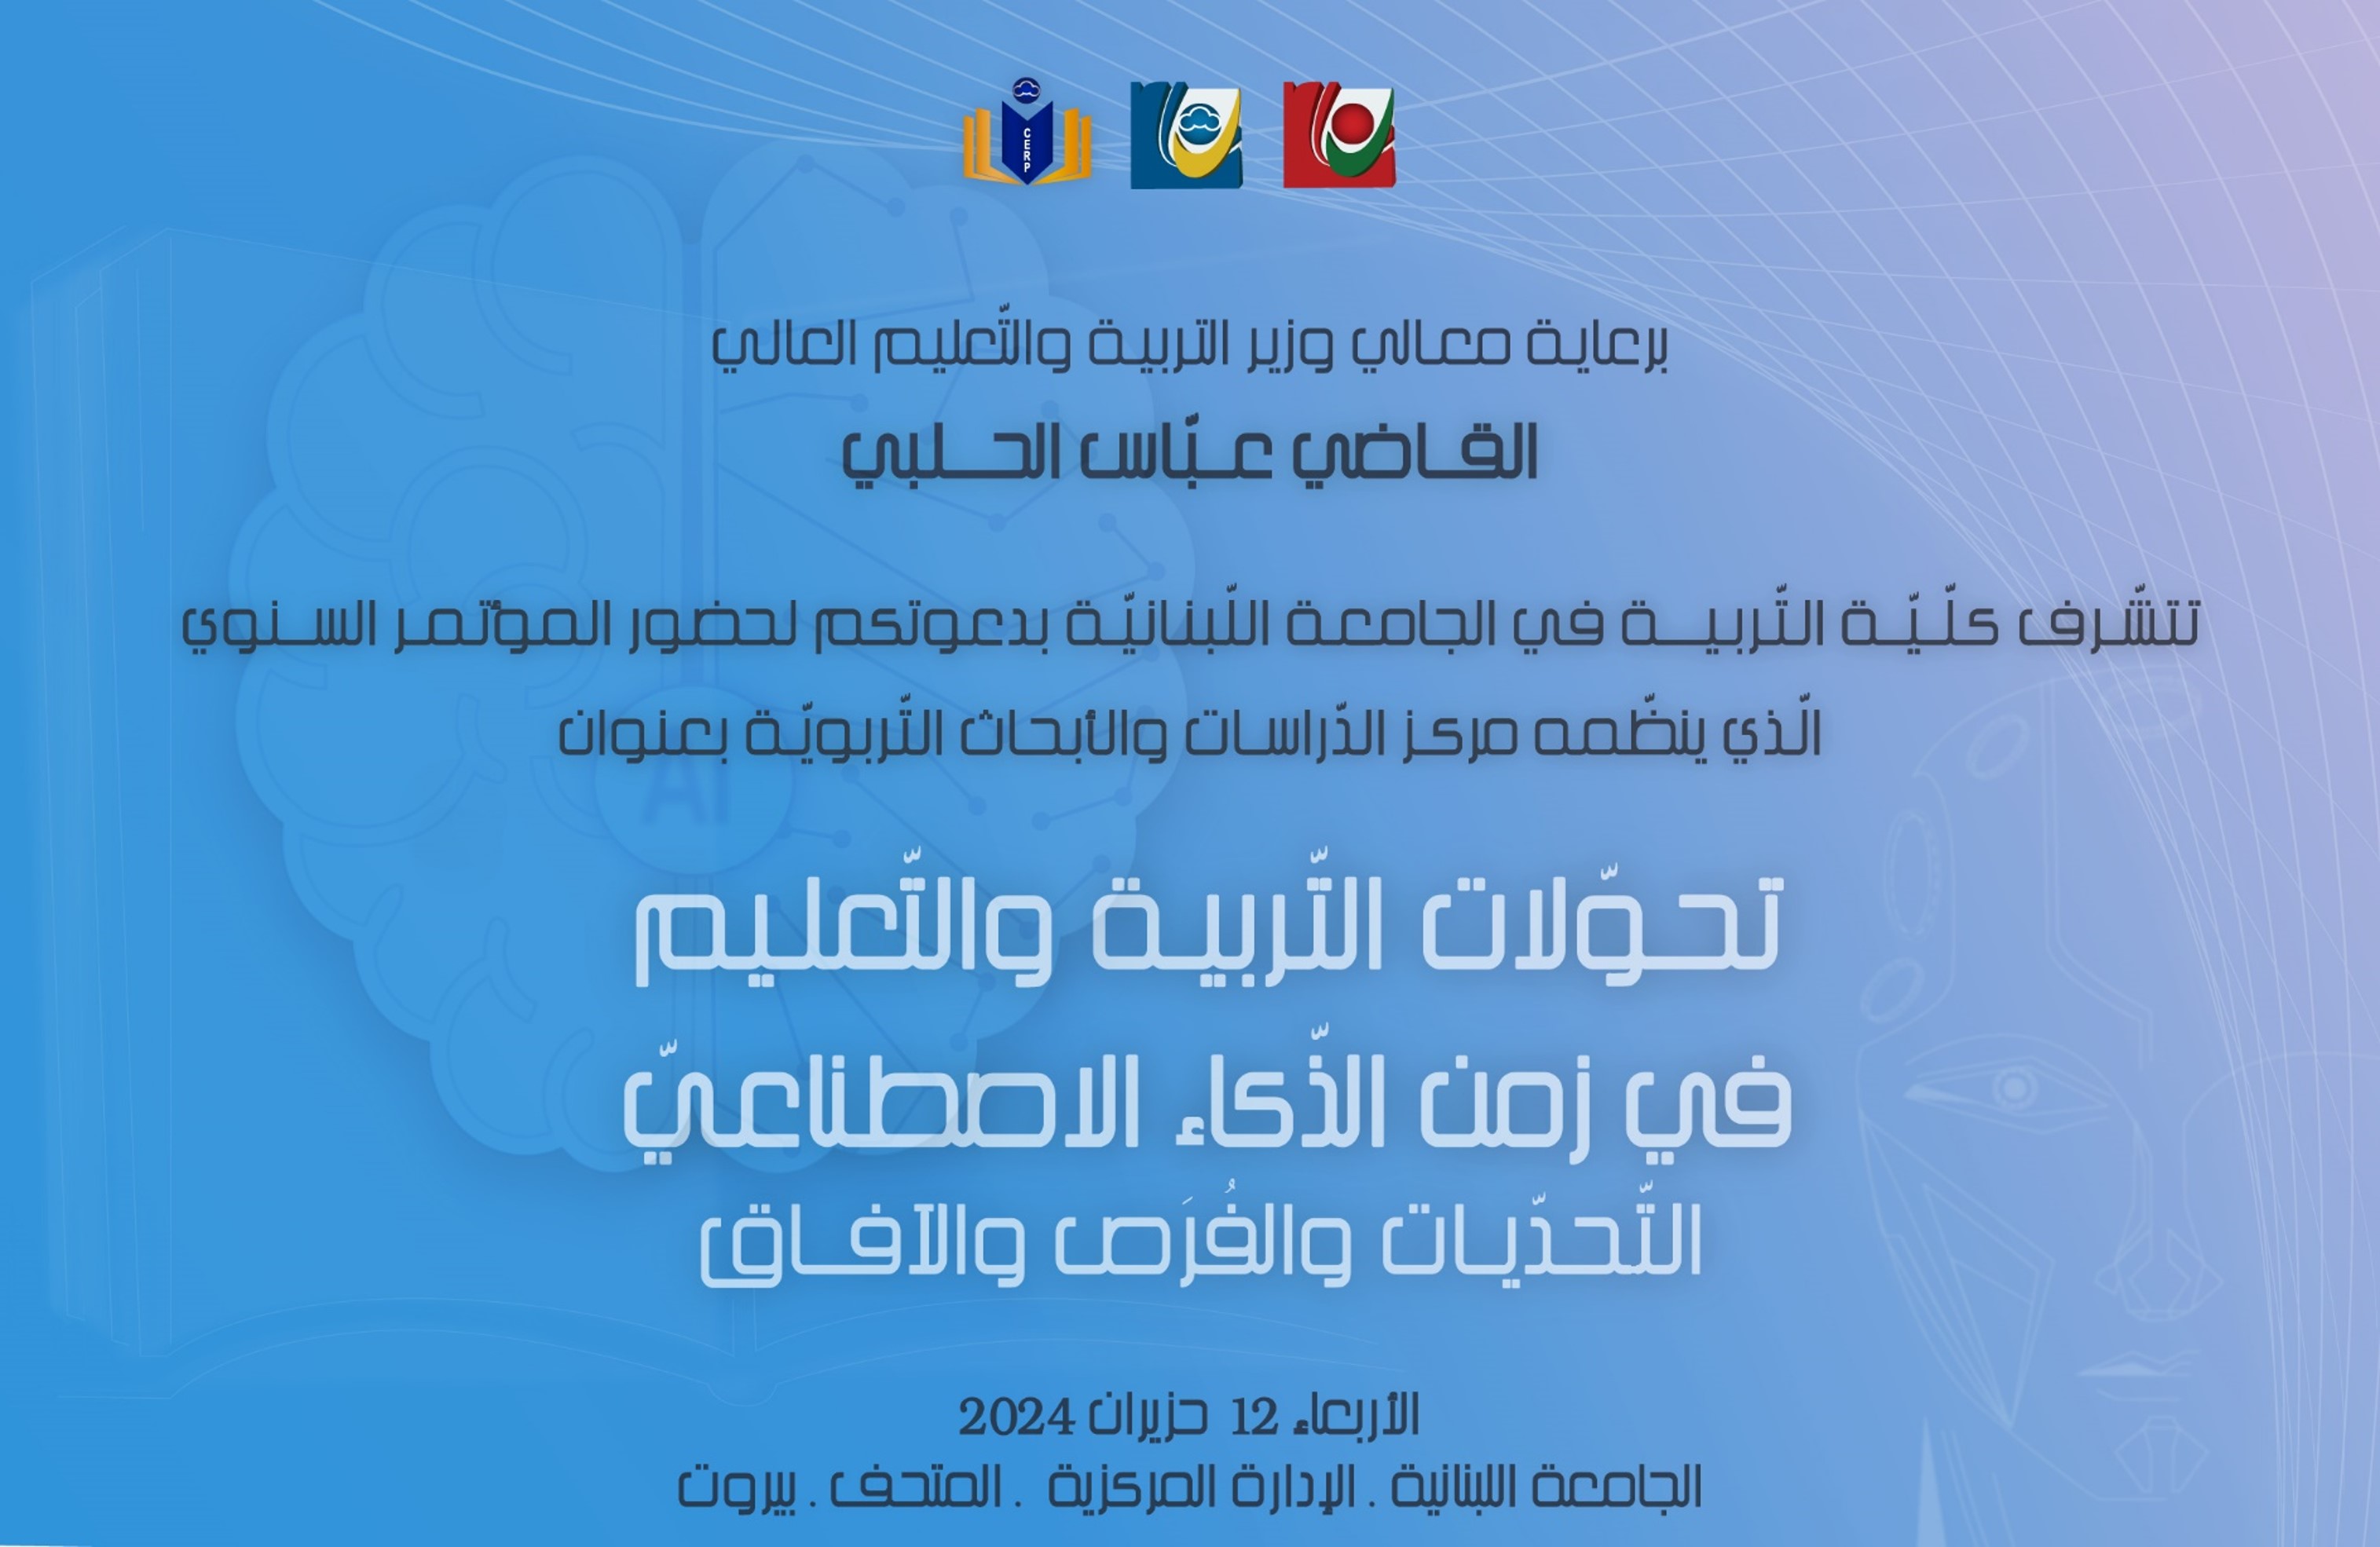 CERP
برعاية معالي وزير التربية والتّعليم العالي
القاضي عبّاس الحلبي
تتشّرف كلّيّة التّربية في الجامعة اللّبنانيّة بدعوتكم لحضور المؤتمر السنوي
الّذي ينظّمه مركز الدّراسات والأبحاث التّربويّة بعنوان
AI
تحوّلات التّربية والتّعليم
في زمن الذّكاء الاصطناعيّ
التّحدّيات والفُرَص والآفاق
الأربعاء 12 حزيران 2024
الجامعة اللبنانية . الإدارة المركزية . المتحف . بيروت